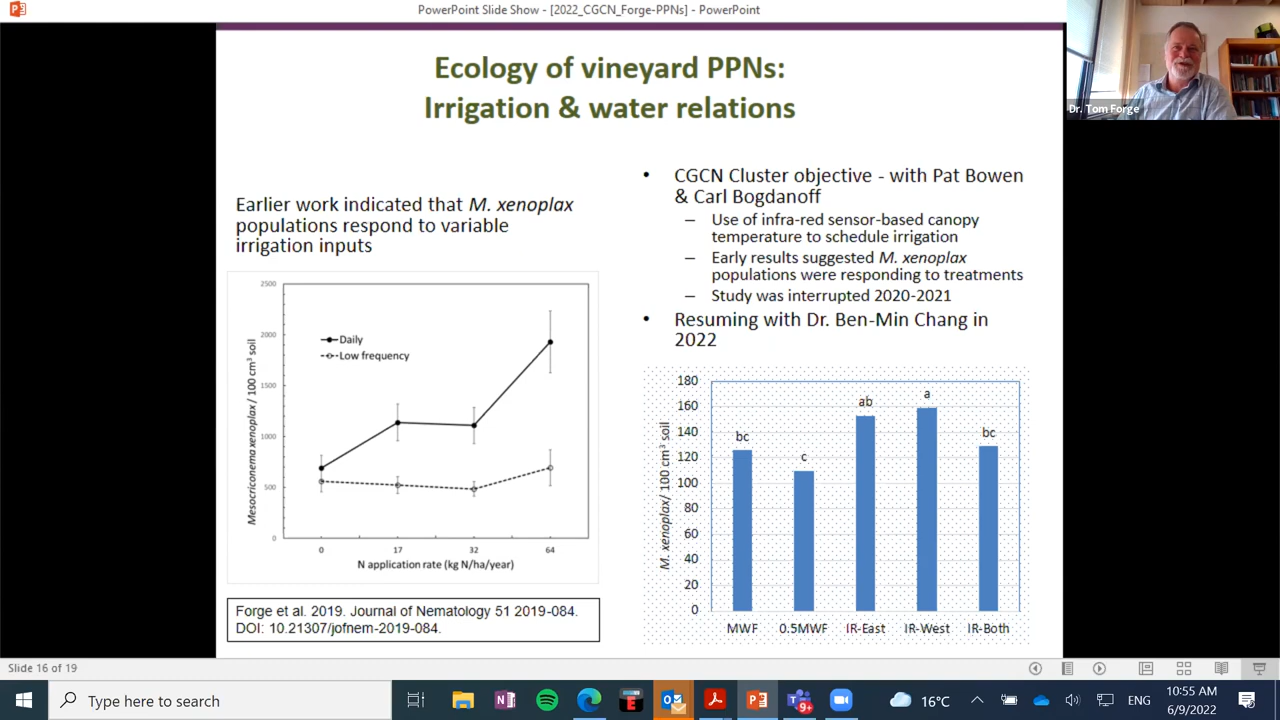 PowerPoint Slide Show - [2022_CGCN_Forge-PPNs] - PowerPoint
Dr. Tom Forge
Ecology of vineyard PPNs:
Irrigation & water relations
Earlier work indicated that M. xenoplax
populations respond to variable
irrigation inputs
2500
2000
1500
1000
500
0
Mesocriconema xenoplax / 100 cm³ soil
Daily
Low frequency
0 17 32 64
N application rate (kg N/ha/year)
Forge et al. 2019. Journal of Nematology 51 2019-084.
DOI: 10.21307/jofnem-2019-084.
• CGCN Cluster objective - with Pat Bowen
& Carl Bogdanoff
– Use of infra-red sensor-based canopy
temperature to schedule irrigation
– Early results suggested M. xenoplax
populations were responding to treatments
– Study was interrupted 2020-2021
• Resuming with Dr. Ben-Min Chang in
2022
180
160
140
120
100
80
60
40
20
0
M. xenoplax/ 100 cm³ soil
bc c ab a bc
MWF 0.5MWF IR-East IR-West IR-Both
Slide 16 of 19
Type here to search
9+
16°C
ENG
10:55 AM
6/9/2022